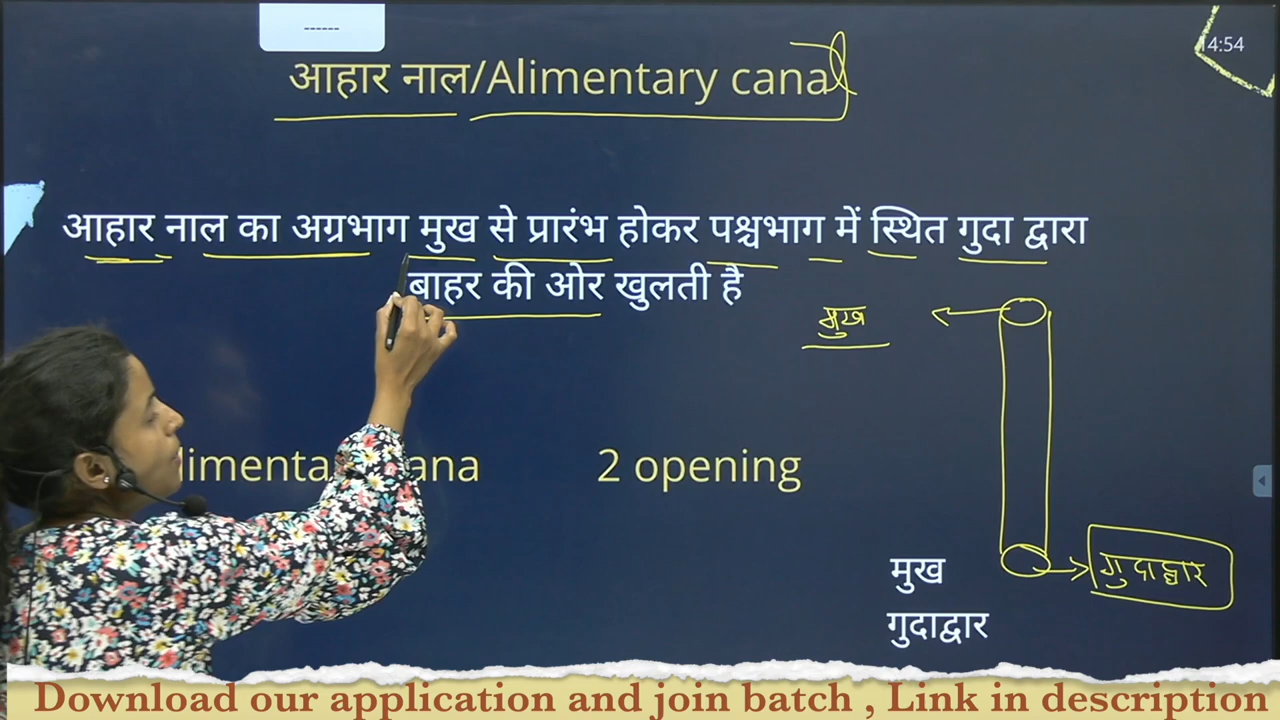 ------
4:54
आहार नाल/Alimentary canal
आहार नाल का अग्रभाग मुख से प्रारंभ होकर पश्चभाग में स्थित गुदा द्वारा
बाहर की ओर खुलती है
मुख
2 opening
गुदाद्वार
मुख
गुदाद्वार
Download our application and join batch , Link in description